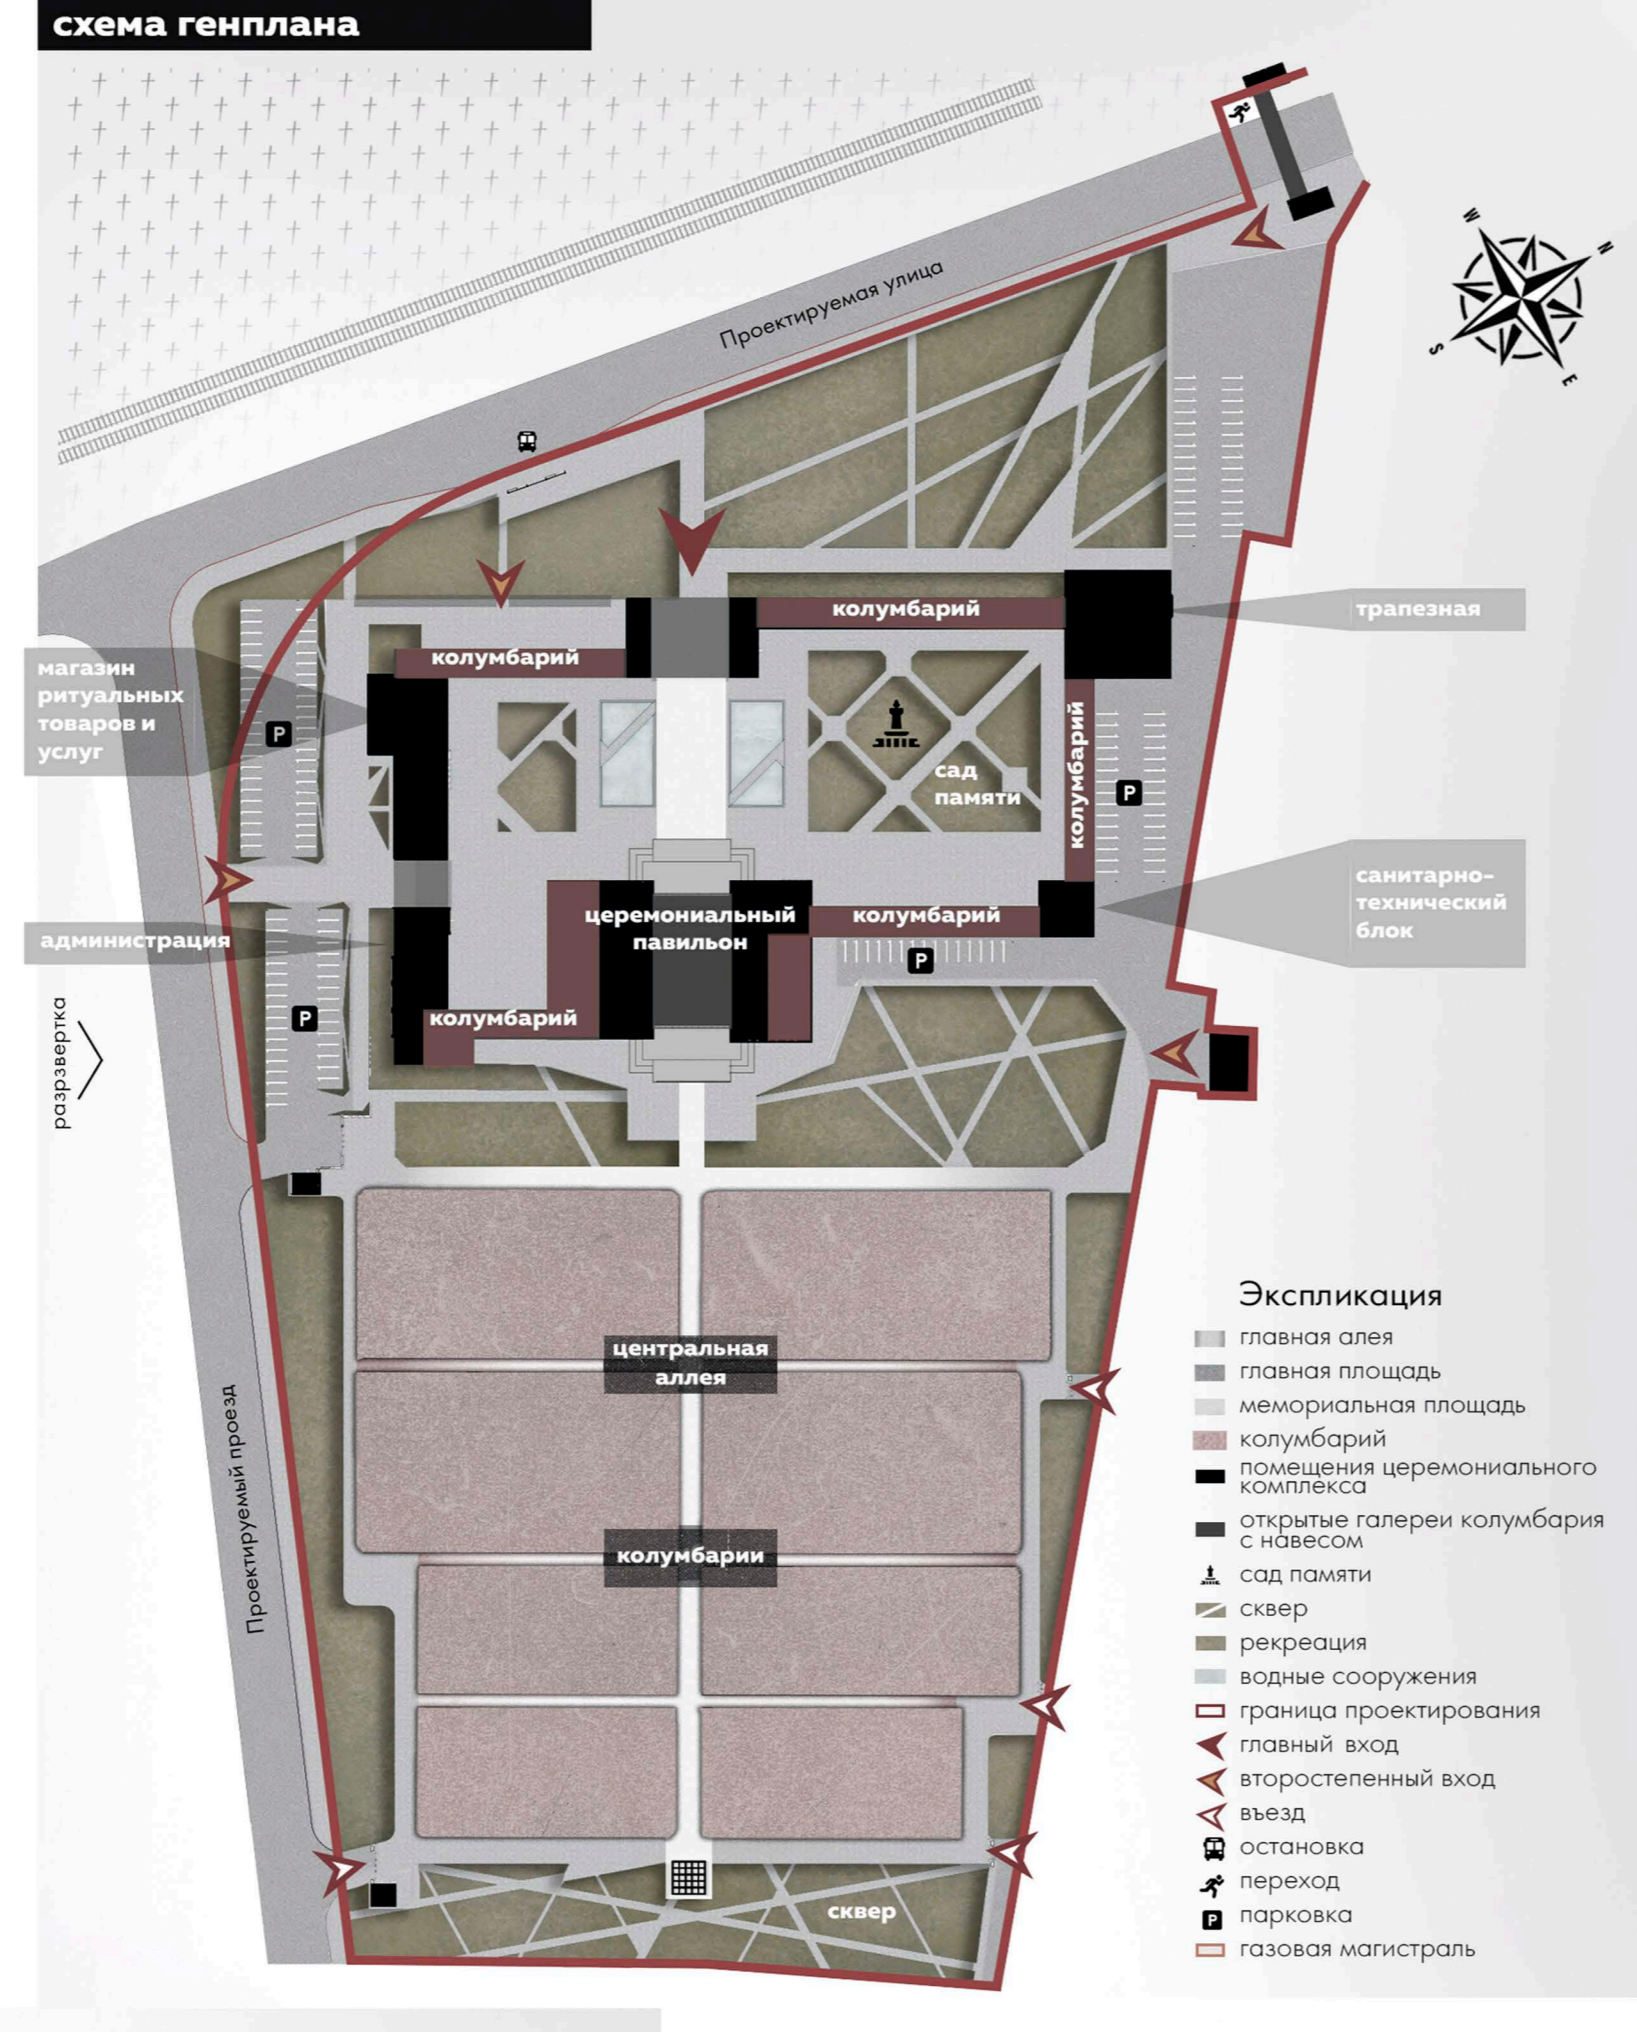 схема генплана
W
N
S
E
Проектируемая улица
колумбарий
трапезная
колумбарий
магазин
ритуальных
товаров и
услуг
P
колумбарий
сад
памяти
P
санитарно-
технический
блок
церемониальный
павильон
колумбарий
администрация
P
P
колумбарий
разрзвертка
центральная
аллея
Проектируемый проезд
колумбарии
сквер
Экспликация
главная алея
главная площадь
мемориальная площадь
колумбарий
помещения церемониального
комплекса
открытые галереи колумбария
с навесом
сад памяти
сквер
рекреация
водные сооружения
граница проектирования
главный вход
второстепенный вход
въезд
остановка
переход
P парковка
газовая магистраль